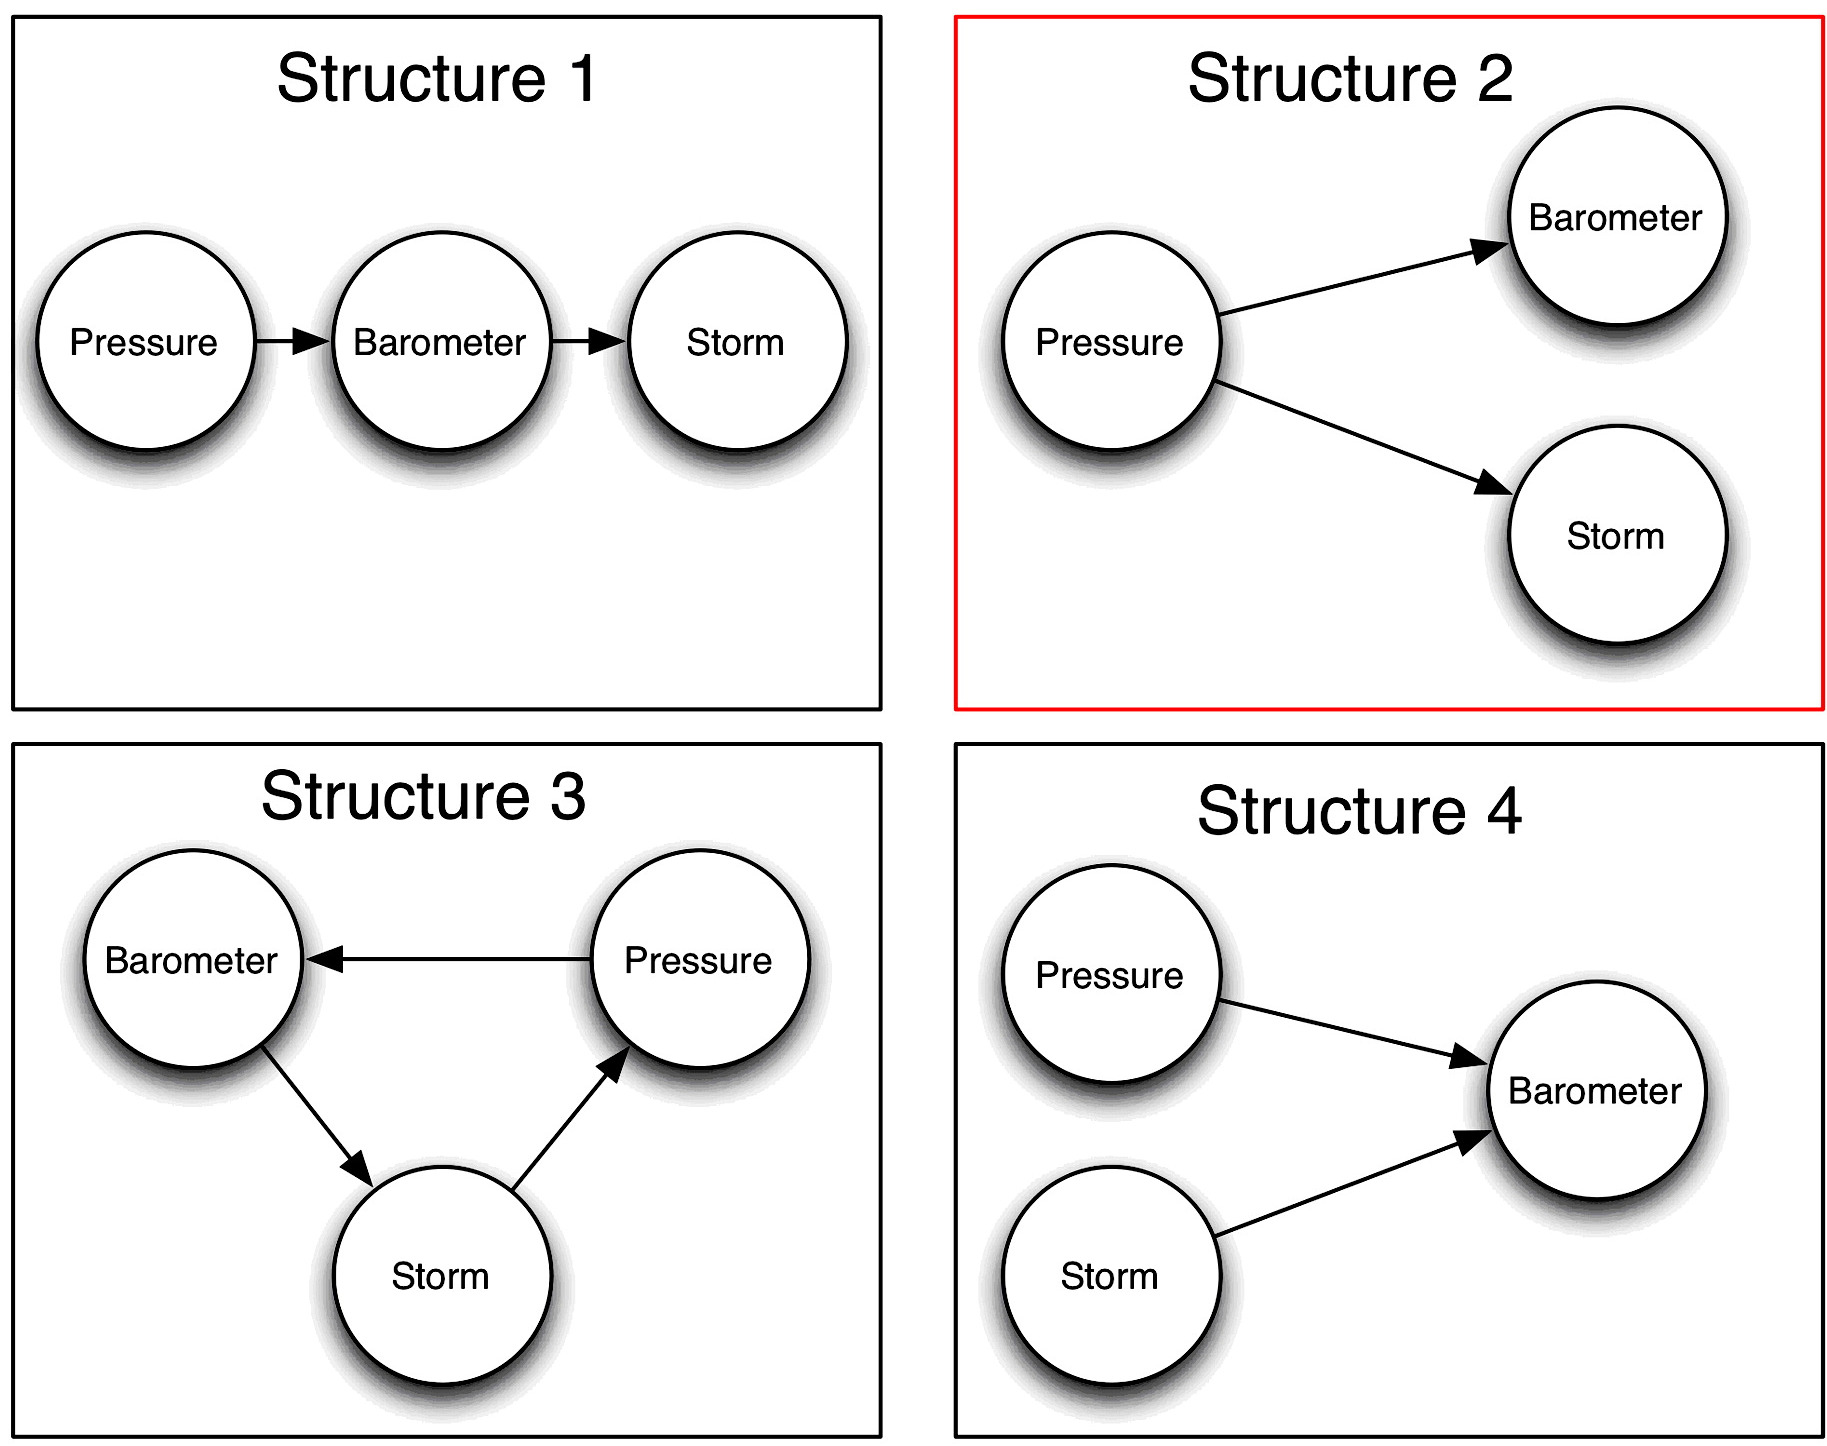 Structure 1
Pressure
Barometer
Storm
Structure 2
Barometer
Pressure
Storm
Structure 3
Barometer
Pressure
Storm
Structure 4
Pressure
Barometer
Storm